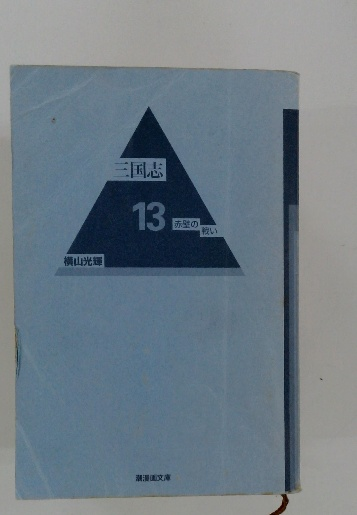 三国志
13
赤壁の
戦い
横山光輝
潮漫画文庫